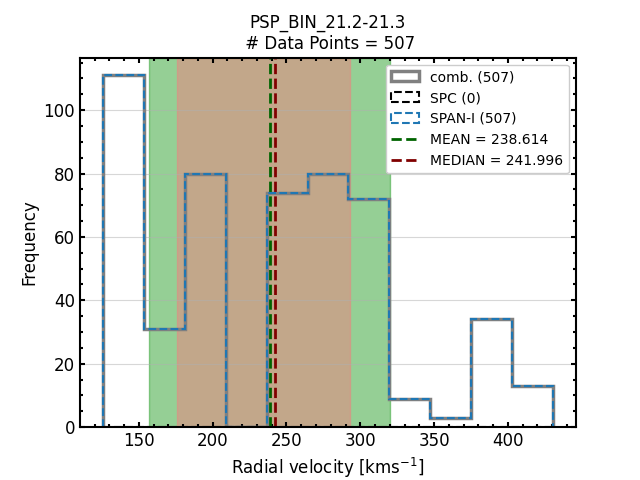 PSP_BIN_21.2-21.3
# Data Points = 507
comb. (507)
SPC (0)
SPAN-I (507)
MEAN = 238.614
MEDIAN = 241.996
Frequency
100
80
60
40
20
0
150 200 250 300 350 400
Radial velocity [kms⁻¹]